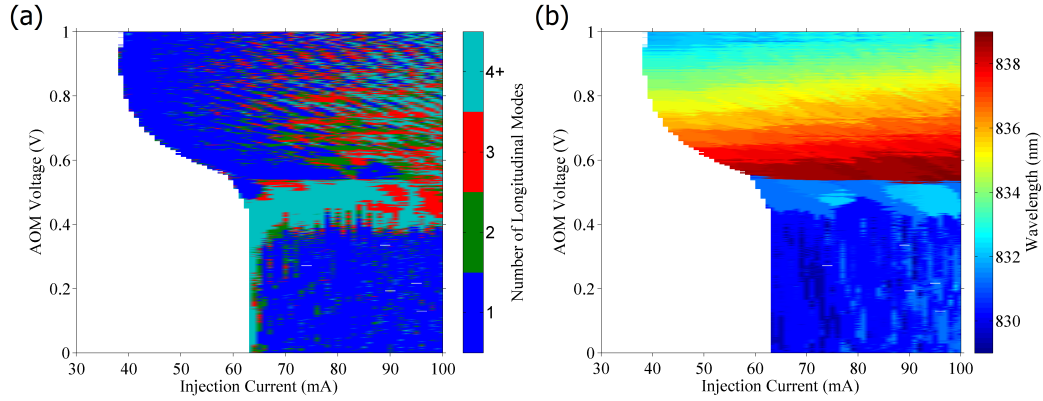 (a)
1
0.8
0.6
0.4
0.2
0
AOM Voltage (V)
30 40 50 60 70 80 90 100
Injection Current (mA)
4+
3
2
1
Number of Longitudinal Modes
(b)
1
0.8
0.6
0.4
0.2
0
AOM Voltage (V)
30 40 50 60 70 80 90 100
Injection Current (mA)
838
836
834
832
830
Wavelength (nm)